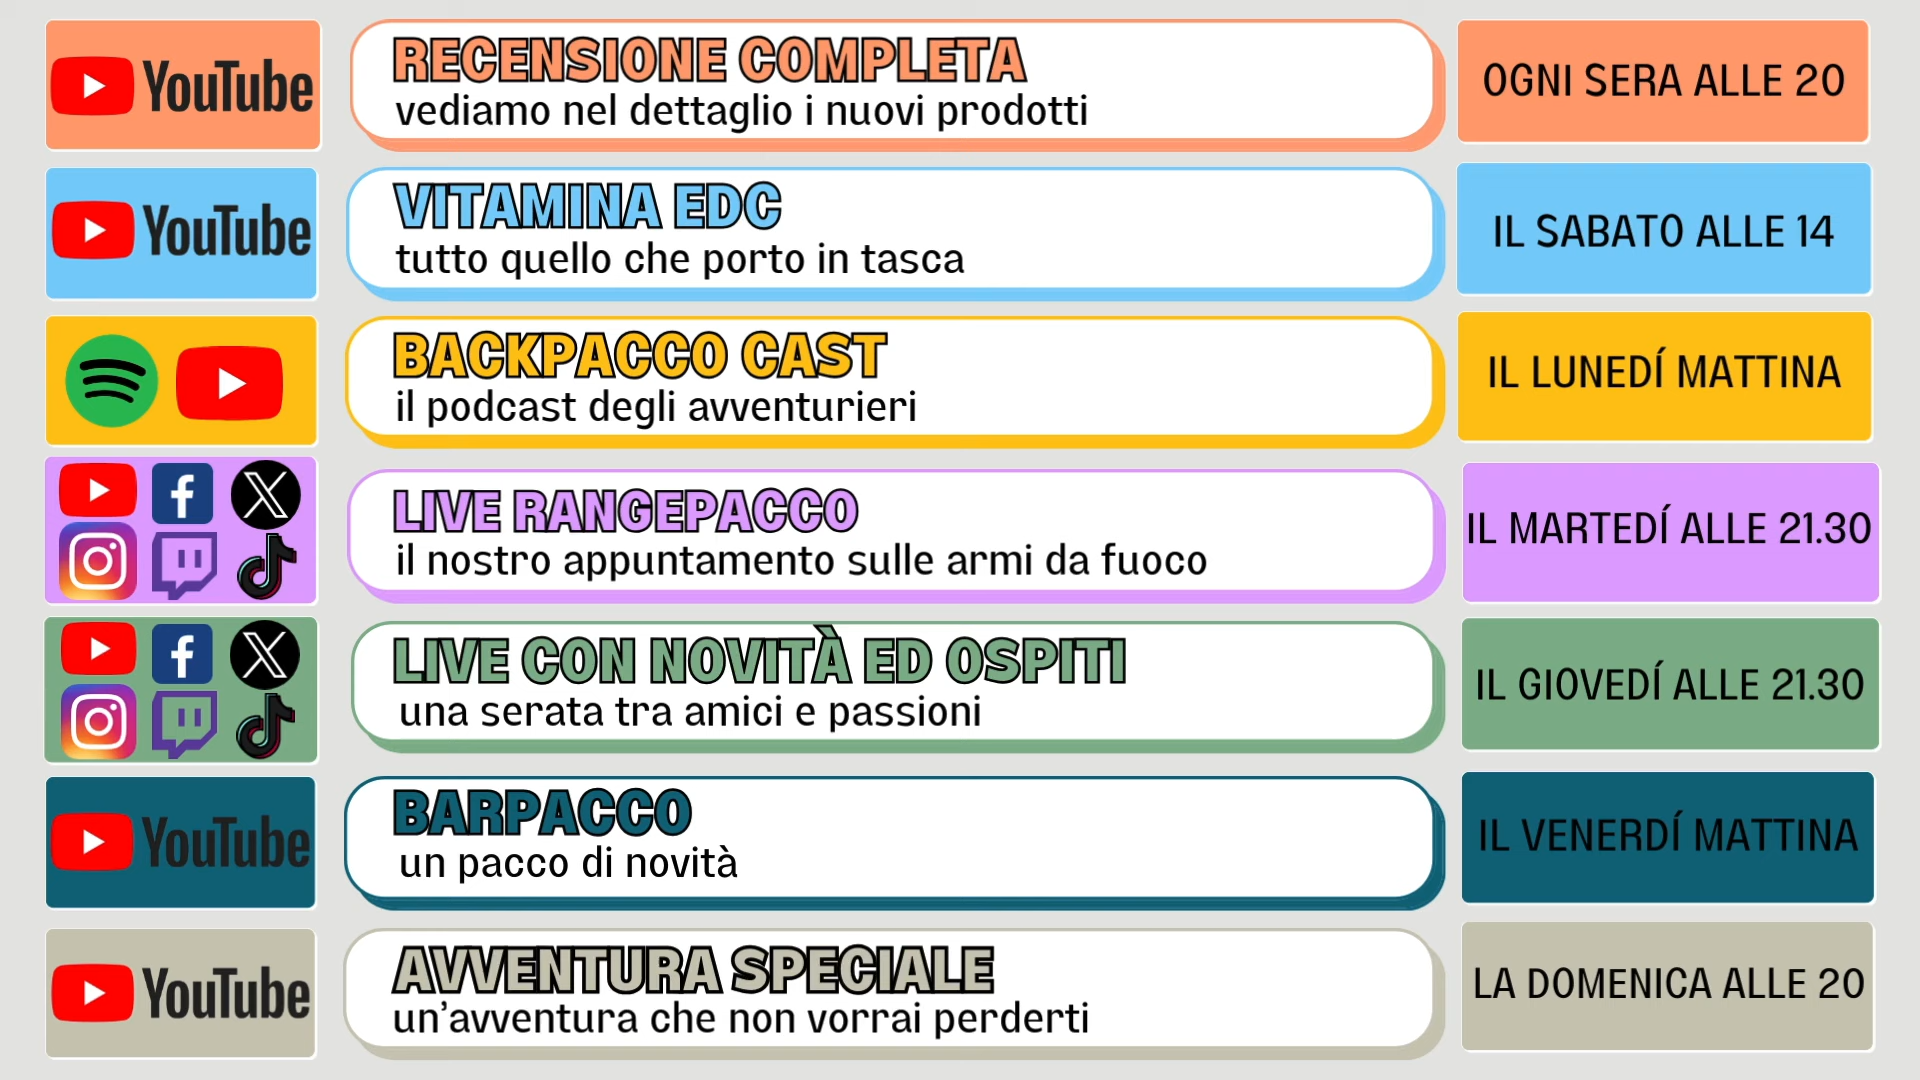 YouTube
RECENSIONE COMPLETA
vediamo nel dettaglio i nuovi prodotti
OGNI SERA ALLE 20
YouTube
VITAMINA EDC
tutto quello che porto in tasca
IL SABATO ALLE 14
BACKPACCO CAST
il podcast degli avventurieri
IL LUNEDÍ MATTINA
LIVE RANGEPACCO
il nostro appuntamento sulle armi da fuoco
IL MARTEDÍ ALLE 21.30
LIVE CON NOVITÀ ED OSPITI
una serata tra amici e passioni
IL GIOVEDÍ ALLE 21.30
YouTube
BARPACCO
un pacco di novità
IL VENERDÍ MATTINA
YouTube
AVVENTURA SPECIALE
un’avventura che non vorrai perderti
LA DOMENICA ALLE 20